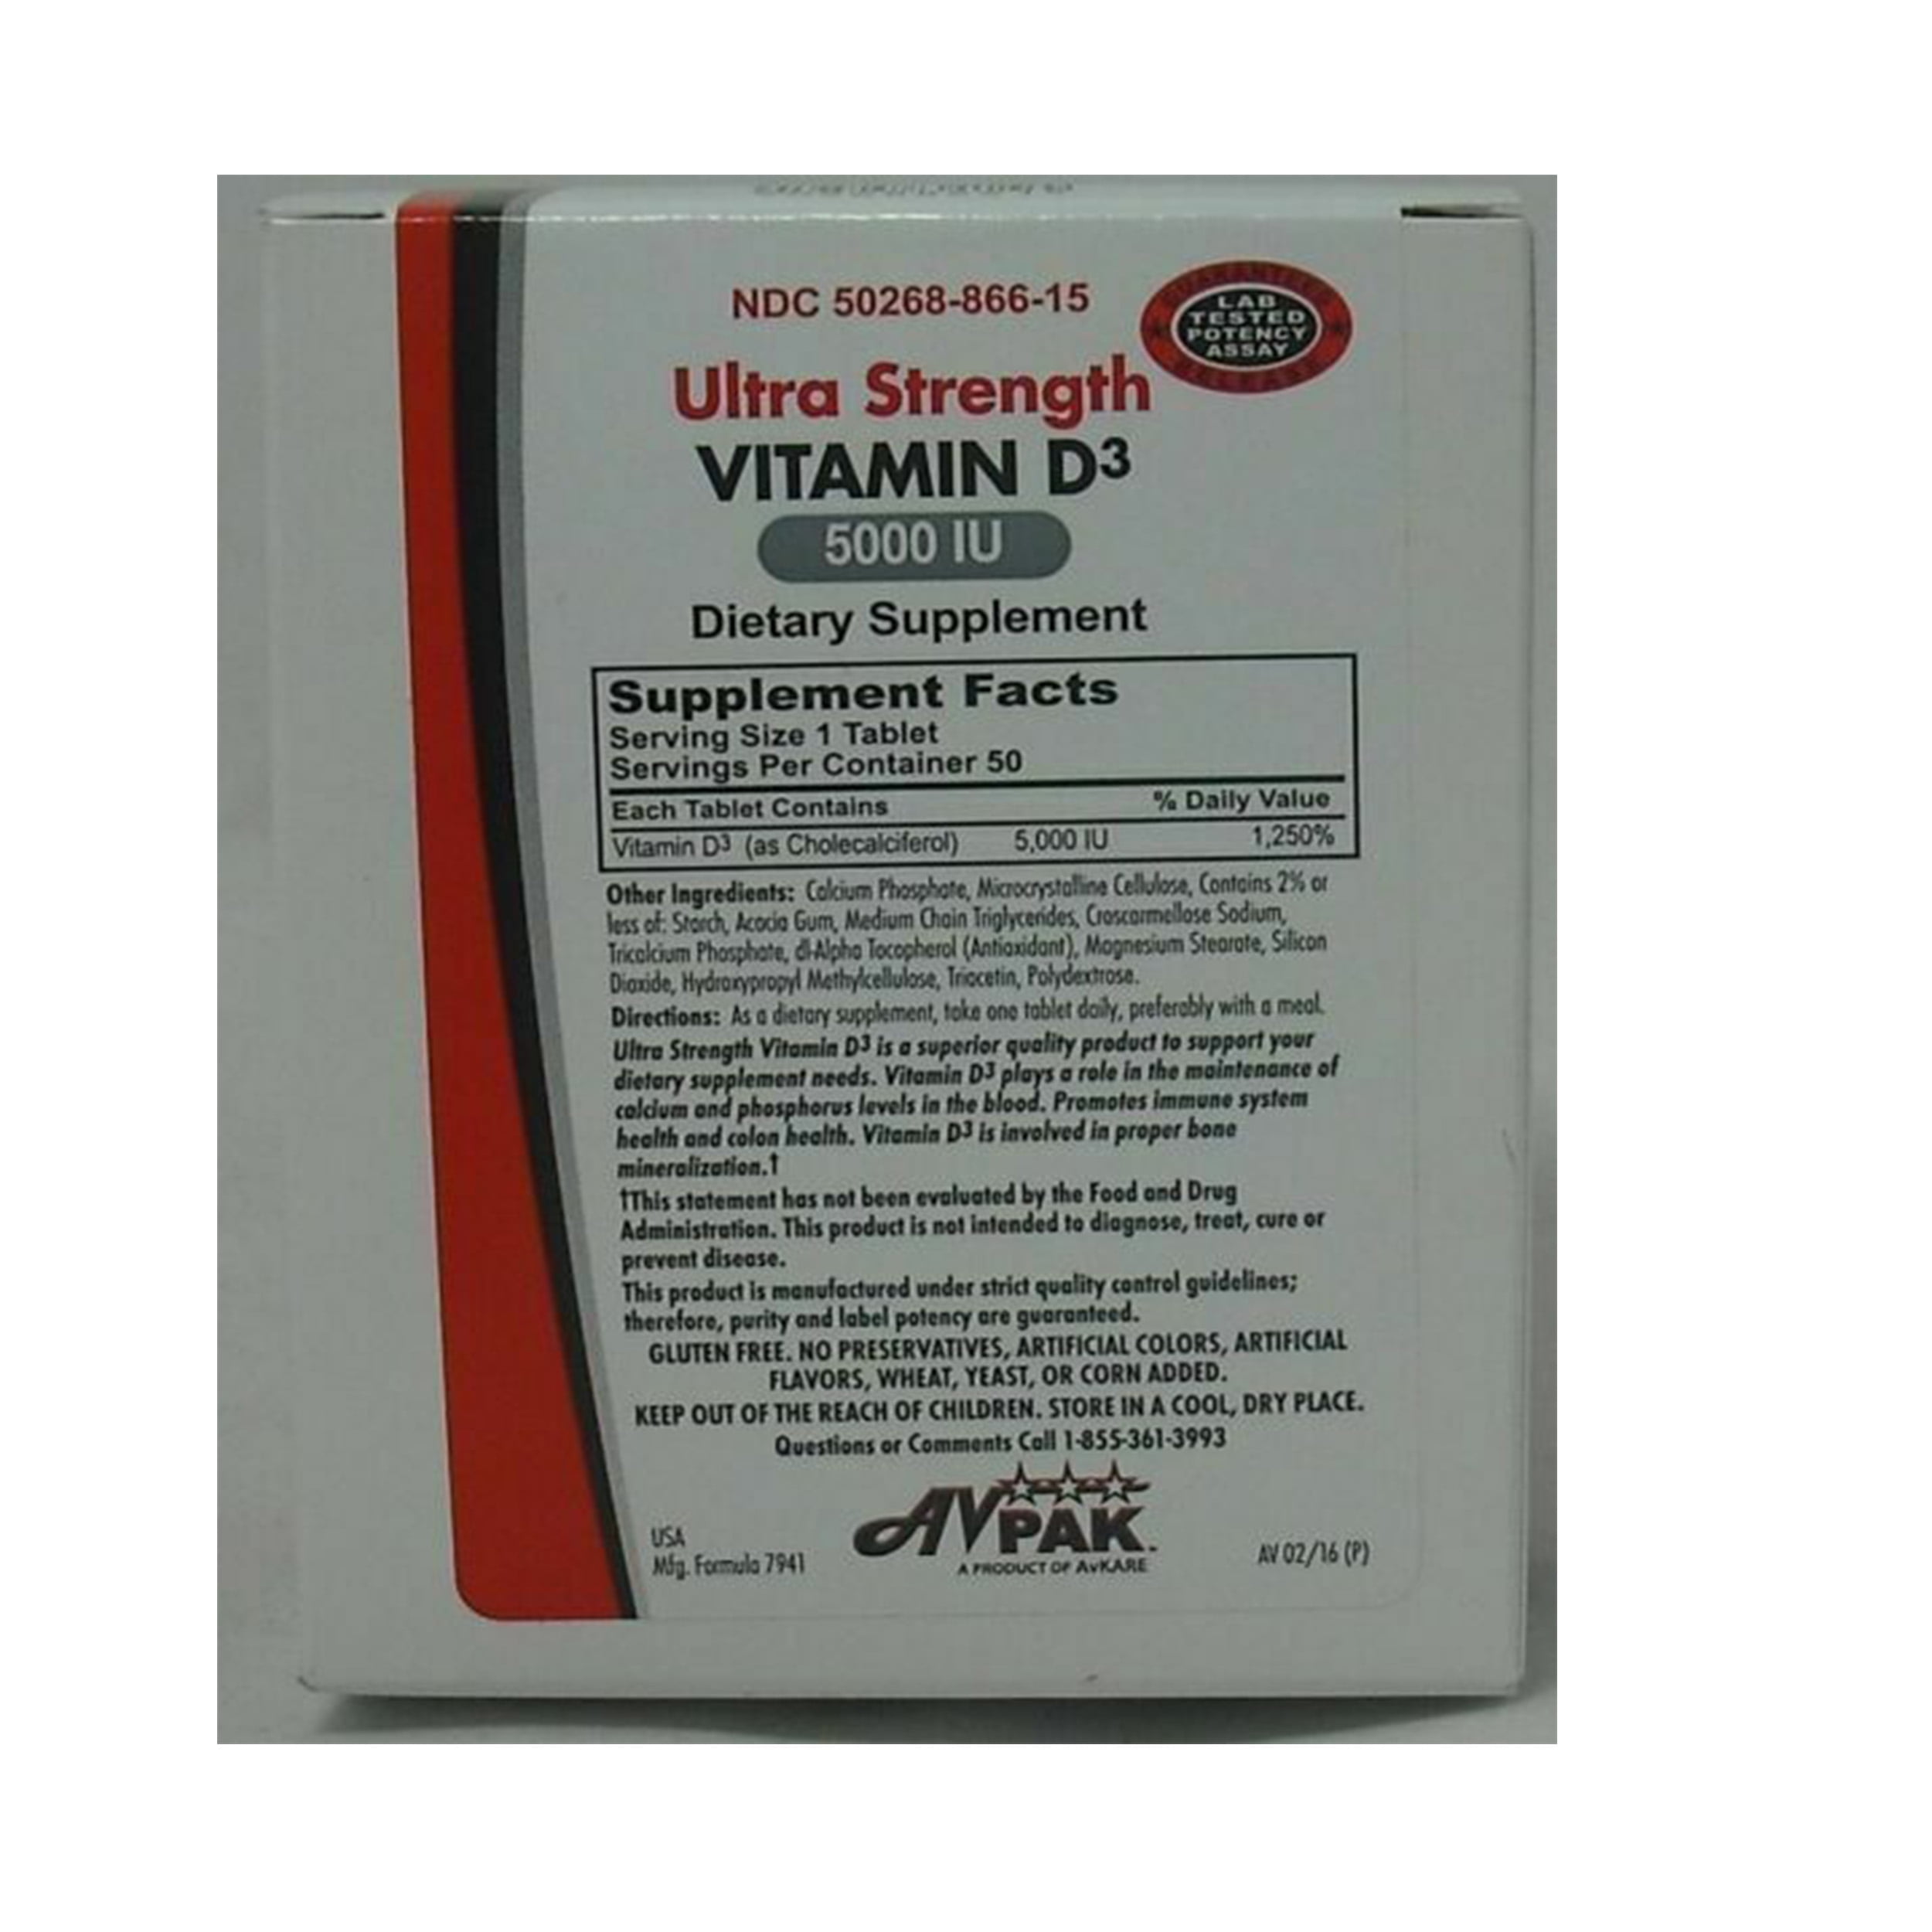 NDC 50268-866-15
LAB
TESTED
POTENCY
ASSAY
Ultra Strength
VITAMIN D3
5000 IU
Dietary Supplement
Supplement Facts
Serving Size 1 Tablet
Servings Per Container 50
Each Tablet Contains % Daily Value
Vitamin D3 (as Cholecalciferol) 5,000 IU 1,250%
Other Ingredients: Calcium Phosphate, Microcrystalline Cellulose, Contains 2% or
less of: Starch, Acacia Gum, Medium Chain Triglycerides, Croscarmellose Sodium,
Tricalcium Phosphate, dl-Alpha Tocopherol (Antioxidant), Magnesium Stearate, Silicon
Dioxide, Hydroxypropyl Methylcellulose, Triacetin, Polydextrose.
Directions: As a dietary supplement, take one tablet daily, preferably with a meal.
Ultra Strength Vitamin D3 is a superior quality product to support your
dietary supplement needs. Vitamin D3 plays a role in the maintenance of
calcium and phosphorus levels in the blood. Promotes immune system
health and colon health. Vitamin D3 is involved in proper bone
mineralization.†
†This statement has not been evaluated by the Food and Drug
Administration. This product is not intended to diagnose, treat, cure or
prevent disease.
This product is manufactured under strict quality control guidelines;
therefore, purity and label potency are guaranteed.
GLUTEN FREE. NO PRESERVATIVES, ARTIFICIAL COLORS, ARTIFICIAL
FLAVORS, WHEAT, YEAST, OR CORN ADDED.
KEEP OUT OF THE REACH OF CHILDREN. STORE IN A COOL, DRY PLACE.
Questions or Comments Call 1-855-361-3993
AVPAK
A PRODUCT OF AvKARE
USA
Mfg. Formula 7941
AV 02/16 (P)